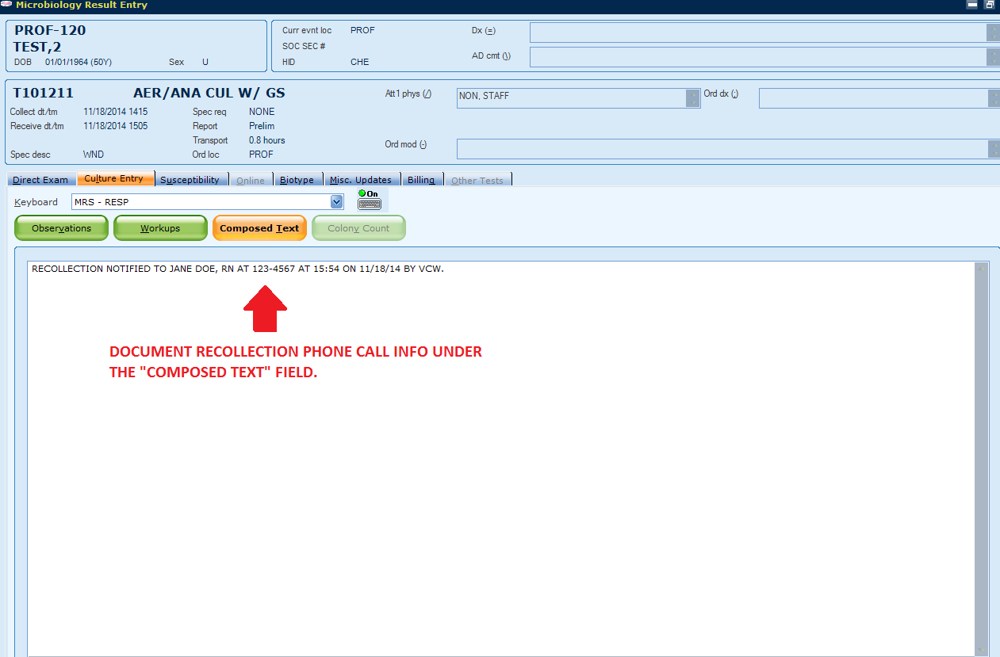 Microbiology Result Entry
PROF-120
TEST,2
DOB 01/01/1964 (50Y) Sex U
Curr evnt loc PROF
SOC SEC #
HID CHE
Dx (=)
AD cmt (\)
T101211 AER/ANA CUL W/ GS
Collect dt/tm 11/18/2014 1415 Spec req NONE
Receive dt/tm 11/18/2014 1505 Report Prelim
Transport 0.8 hours
Spec desc WND Ord loc PROF
Att1 phys (/) NON, STAFF Ord dx (;)
Ord mod (-)
Direct Exam Culture Entry Susceptibility Online Biotype Misc. Updates Billing Other Tests
Keyboard MRS - RESP On
Observations Workups Composed Text Colony Count
RECOLLECTION NOTIFIED TO JANE DOE, RN AT 123-4567 AT 15:54 ON 11/18/14 BY VCW.
DOCUMENT RECOLLECTION PHONE CALL INFO UNDER
THE "COMPOSED TEXT" FIELD.